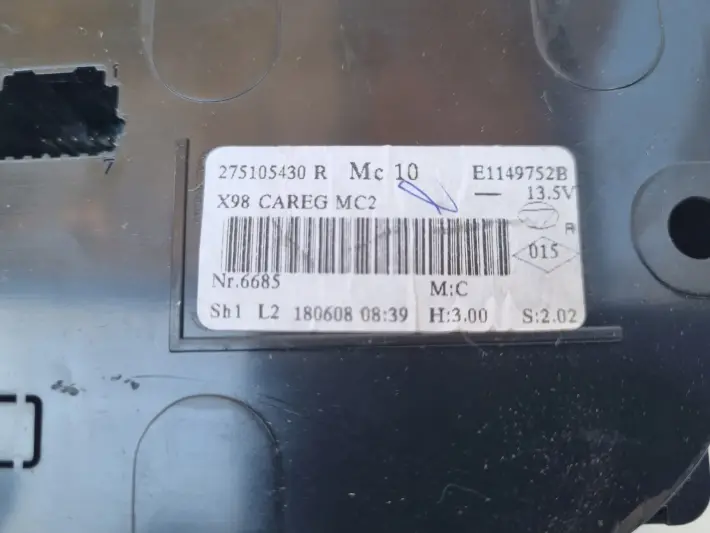 1
7
275105430 R Mc 10 E1149752B
X98 CAREG MC2 — 13.5V
R
015
Nr.6685 M:C
Sh1 L2 180608 08:39 H:3.00 S:2.02